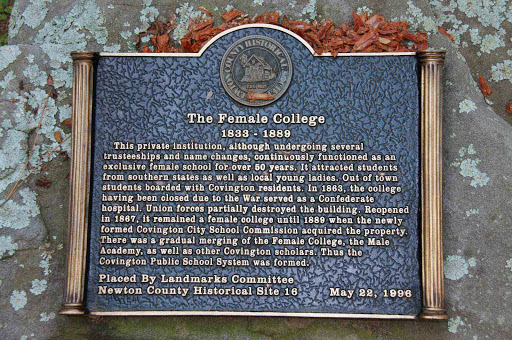 NEWTON COUNTY HISTORICAL
The Female College
1833 - 1889
This private institution, although undergoing several
trusteeships and name changes, continuously functioned as an
exclusive female school for over 50 years. It attracted students
from southern states as well as local young ladies. Out of town
students boarded with Covington residents. In 1863, the college
having been closed due to the War served as a Confederate
hospital. Union forces partially destroyed the building. Reopened
in 1867, it remained a female college until 1889 when the newly
formed Covington City School Commission acquired the property.
There was a gradual merging of the Female College, the Male
Academy, as well as other Covington scholars. Thus the
Covington Public School System was formed.
Placed By Landmarks Committee
Newton County Historical Site 16 May 22, 1996